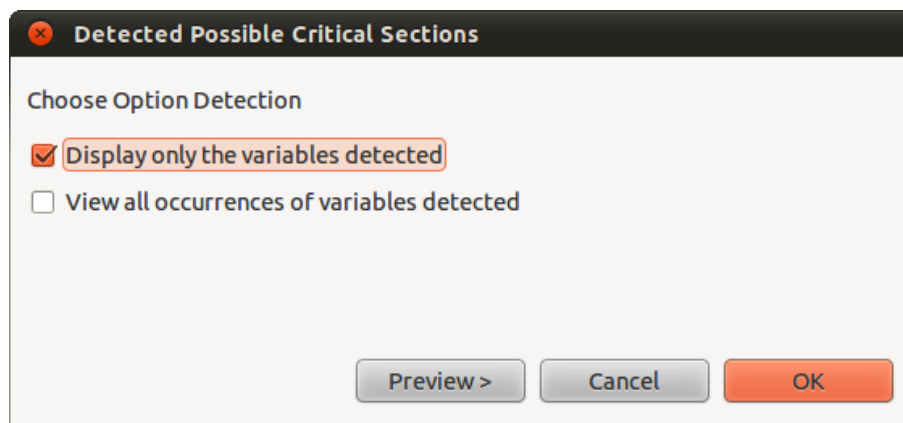 Detected Possible Critical Sections
Choose Option Detection
Display only the variables detected
View all occurrences of variables detected
Preview > Cancel OK